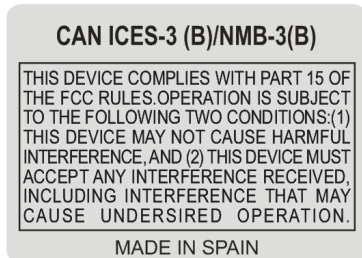 CAN ICES-3 (B)/NMB-3(B)
THIS DEVICE COMPLIES WITH PART 15 OF
THE FCC RULES.OPERATION IS SUBJECT
TO THE FOLLOWING TWO CONDITIONS:(1)
THIS DEVICE MAY NOT CAUSE HARMFUL
INTERFERENCE, AND (2) THIS DEVICE MUST
ACCEPT ANY INTERFERENCE RECEIVED,
INCLUDING INTERFERENCE THAT MAY
CAUSE UNDERSIRED OPERATION.
MADE IN SPAIN